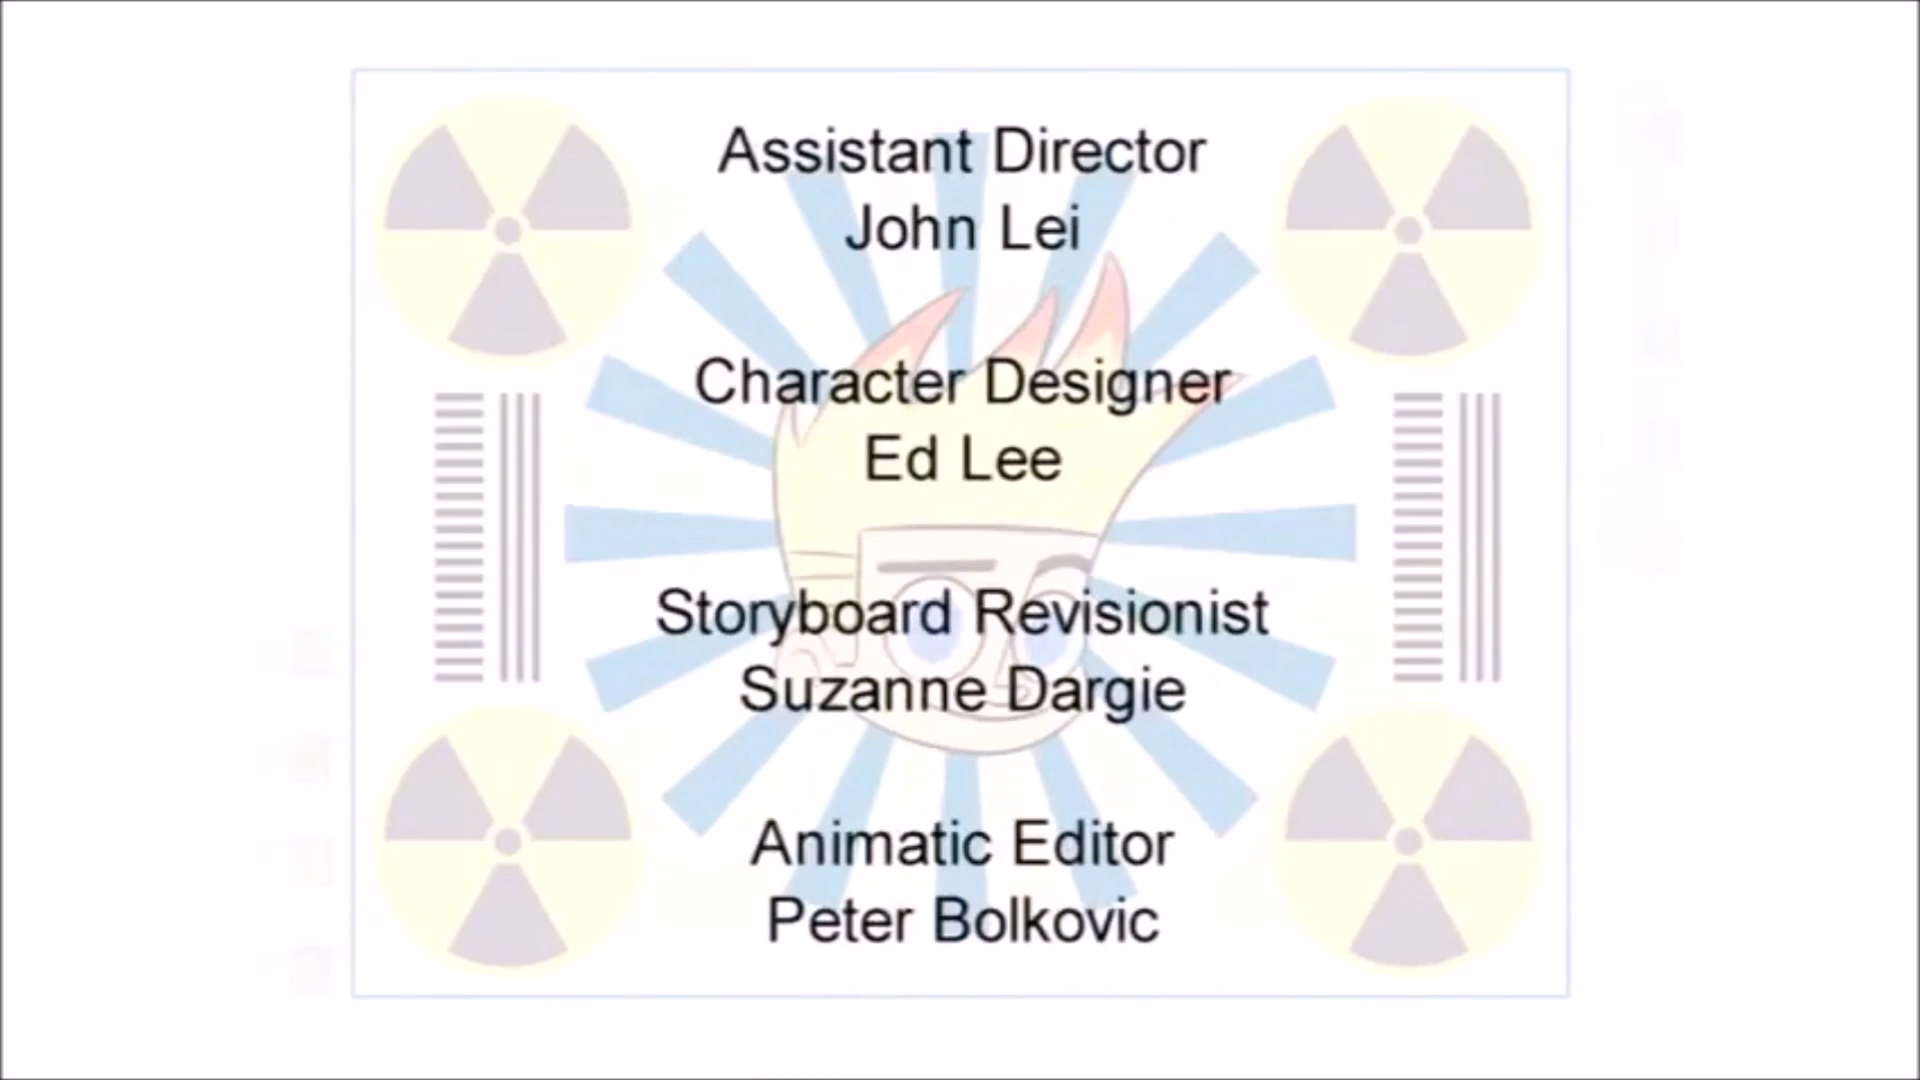 Assistant Director
John Lei
Character Designer
Ed Lee
Storyboard Revisionist
Suzanne Dargie
Animatic Editor
Peter Bolkovic